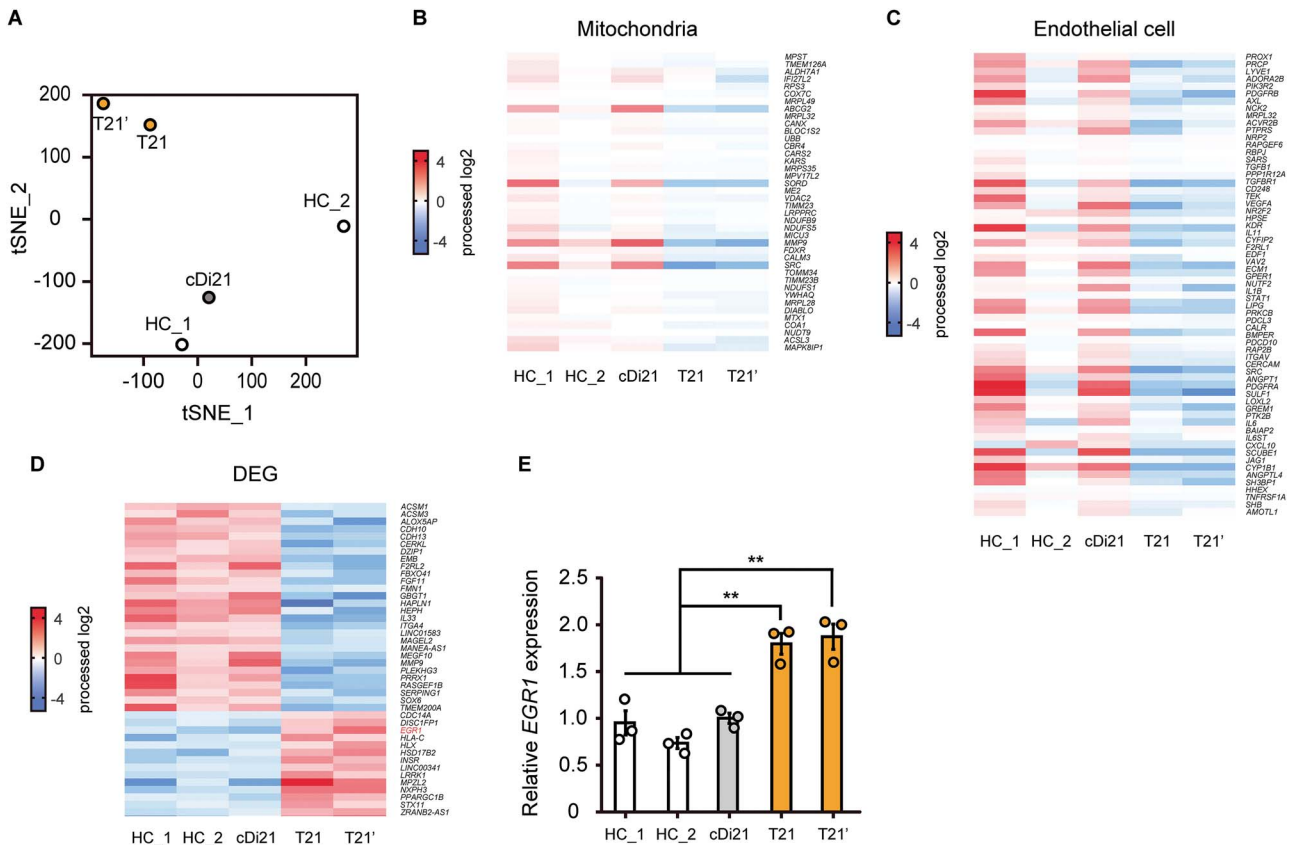 A
200
100
0
-100
-200
tSNE_2
T21'
T21
HC_2
cDi21
HC_1
-100
0
100
200
tSNE_1
B
Mitochondria
4
2
0
-2
-4
processed log2
MPST
TMEM126A
ALDH7A1
IFI27L2
RPS3
COX7C
MRPL49
ABCG2
MRPL32
CANX
BLOC1S2
UBB
CBR4
CARS2
KARS
MRPS35
MPV17L2
SORD
ME2
VDAC2
TIMM23
LRPPRC
NDUFB9
NDUFS5
MICU3
MMP9
FDXR
CALM3
SRC
TOMM34
TIMM23B
NDUFS1
YWHAQ
MRPL28
DIABLO
MTX1
COA1
NUDT9
ACSL3
MAPK8IP1
HC_1
HC_2
cDi21
T21
T21'
C
Endothelial cell
4
2
0
-2
-4
processed log2
PROX1
PRCP
LYVE1
ADORA2B
PIK3R2
PDGFRB
AXL
NCK2
MRPL32
ACVR2B
PTPRS
NRP2
RAPGEF6
RBPJ
SARS
TGFB1
PPP1R12A
TGFBR1
CD248
TEK
VEGFA
NR2F2
HPSE
KDR
IL11
CYFIP2
F2RL1
EDF1
VAV2
ECM1
GPER1
NUTF2
IL1B
STAT1
LIPG
PRKCB
PDCL3
CALR
BMPER
PDCD10
RAP2B
ITGAV
CERCAM
SRC
ANGPT1
PDGFRA
SULF1
LOXL2
GREM1
PTK2B
IL6
BAIAP2
IL6ST
CXCL10
SCUBE1
JAG1
CYP1B1
ANGPTL4
SH3BP1
HHEX
TNFRSF1A
SHB
AMOTL1
HC_1
HC_2
cDi21
T21
T21'
D
DEG
4
2
0
-2
-4
processed log2
ACSM1
ACSM3
ALOX5AP
CDH10
CDH13
CERKL
DZIP1
EMB
F2RL2
FBXO41
FGF11
FMN1
GBGT1
HAPLN1
HEPH
IL33
ITGA4
LINC01583
MAGEL2
MANEA-AS1
MEGF10
MMP9
PLEKHG3
PRRX1
RASGEF1B
SERPING1
SOX6
TMEM200A
CDC14A
DISC1FP1
EGR1
HLA-C
HLX
HSD17B2
INSR
LINC00341
LRRK1
MPZL2
NXPH3
PPARGC1B
STX11
ZRANB2-AS1
HC_1
HC_2
cDi21
T21
T21'
E
**
**
2.5
2.0
1.5
1.0
0.5
0
Relative EGR1 expression
HC_1
HC_2
cDi21
T21
T21'